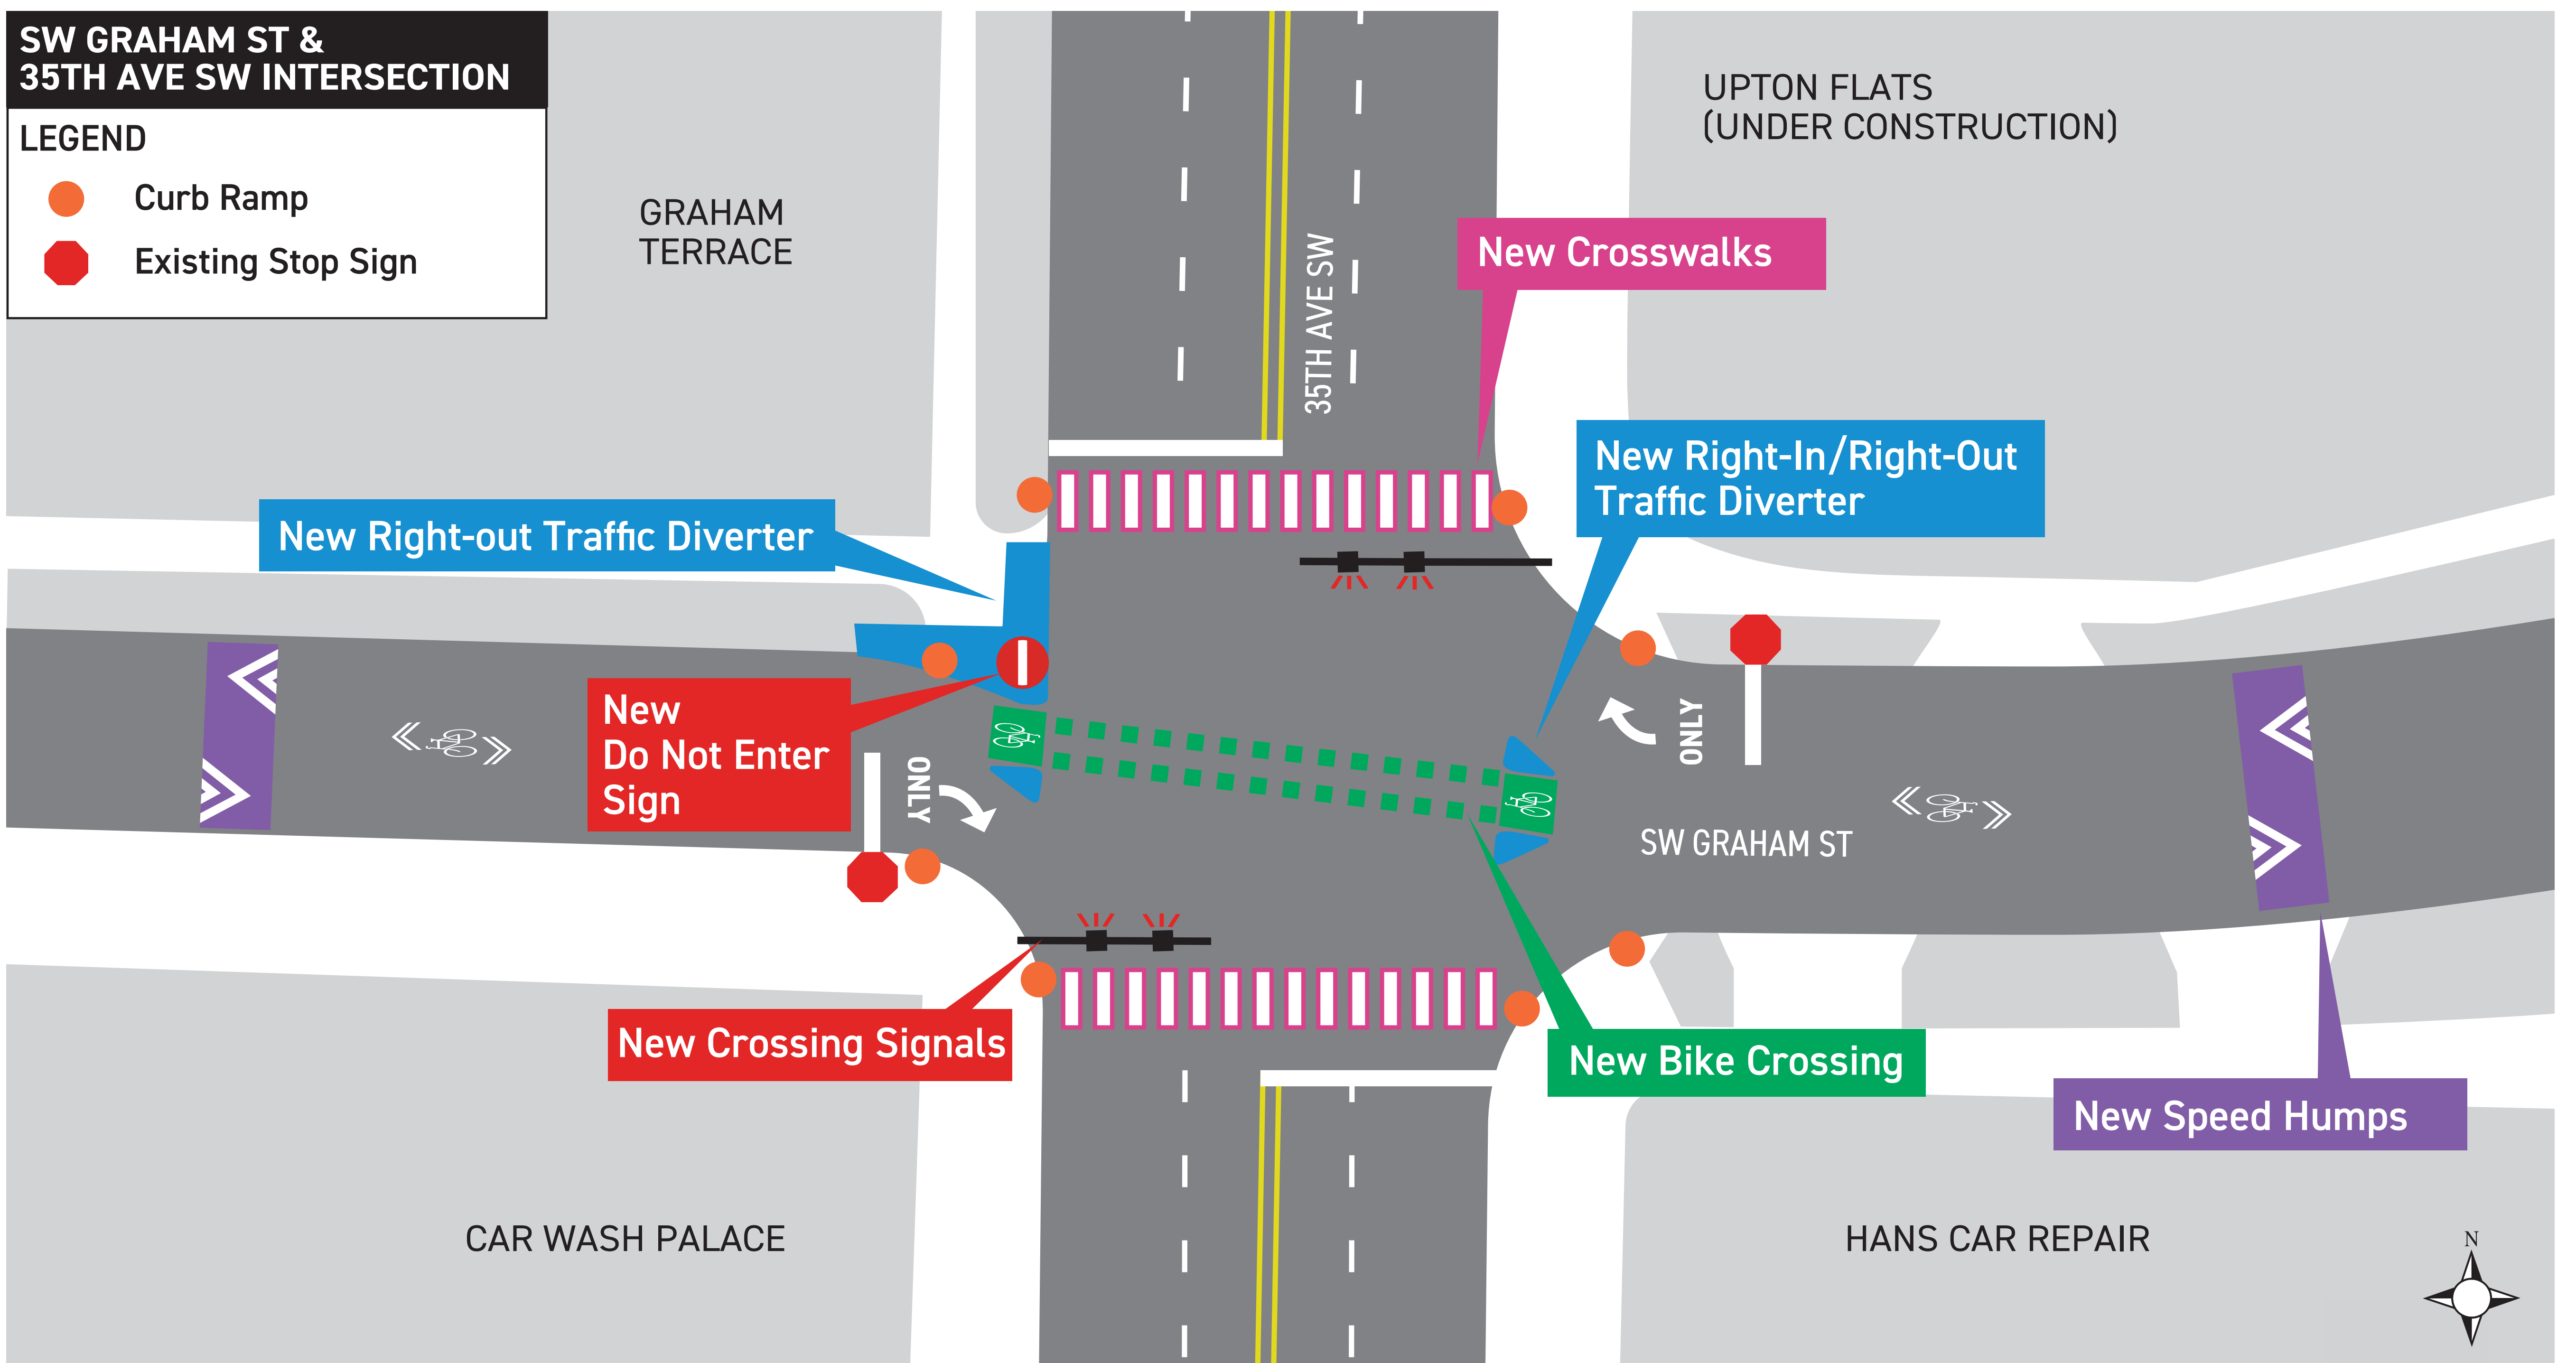 SW GRAHAM ST &
35TH AVE SW INTERSECTION
LEGEND
Curb Ramp
Existing Stop Sign
GRAHAM
TERRACE
UPTON FLATS
(UNDER CONSTRUCTION)
35TH AVE SW
New Crosswalks
New Right-In/Right-Out
Traffic Diverter
New Right-out Traffic Diverter
New
Do Not Enter
Sign
ONLY
ONLY
SW GRAHAM ST
New Crossing Signals
New Bike Crossing
New Speed Humps
CAR WASH PALACE
HANS CAR REPAIR
N